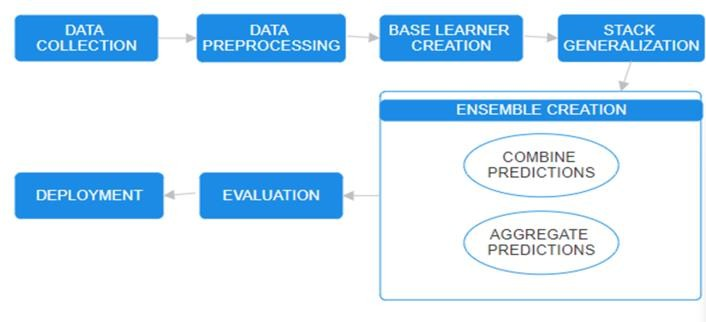 DATA
COLLECTION
DATA
PREPROCESSING
BASE LEARNER
CREATION
STACK
GENERALIZATION
ENSEMBLE CREATION
COMBINE
PREDICTIONS
AGGREGATE
PREDICTIONS
EVALUATION
DEPLOYMENT